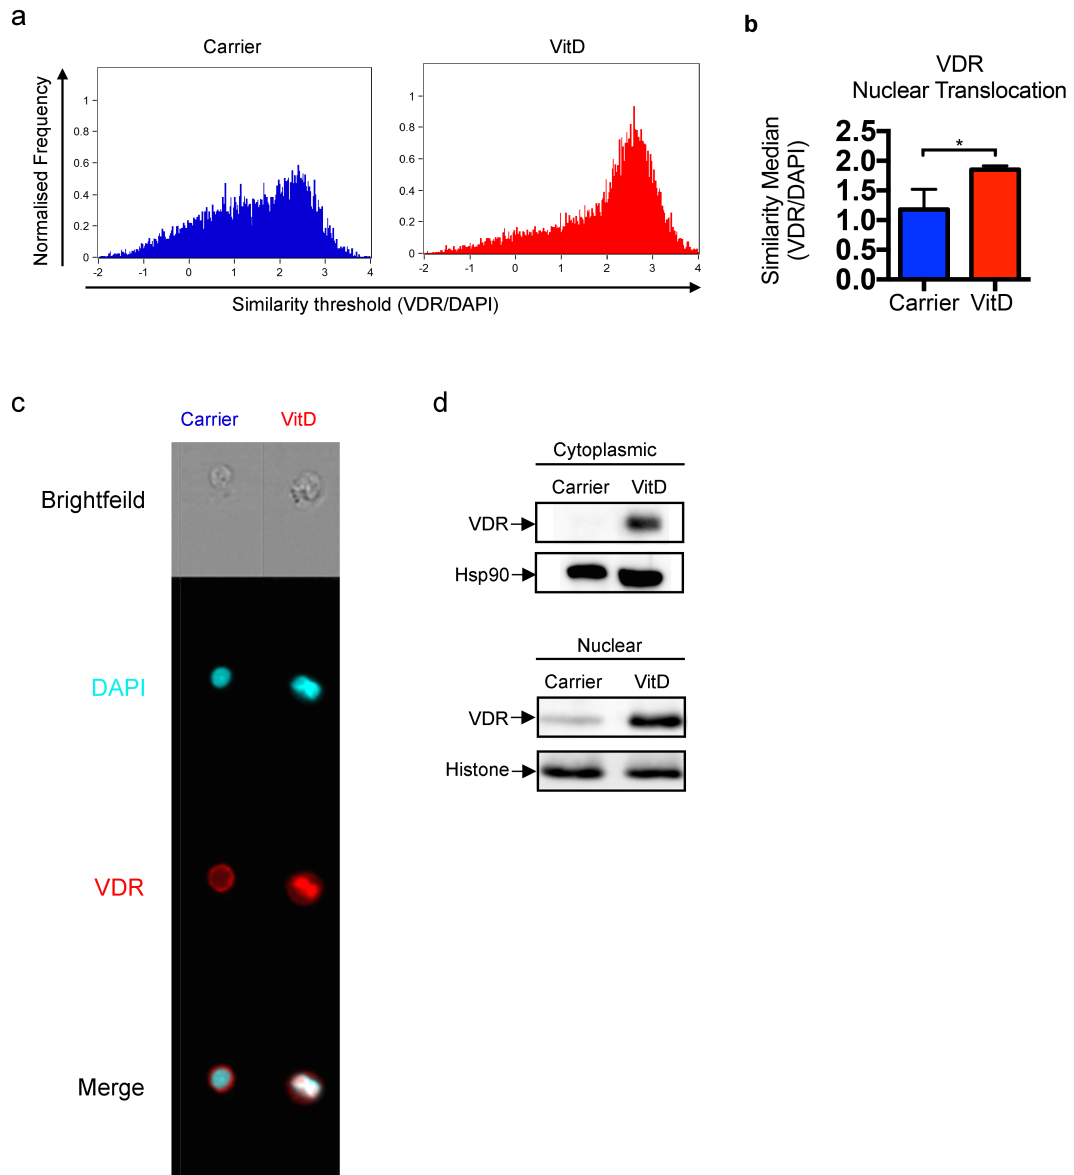 a
Carrier
VitD
Normalised Frequency
1
0.8
0.6
0.4
0.2
0
-2 -1 0 1 2 3 4
1
0.8
0.6
0.4
0.2
0
-2 -1 0 1 2 3 4
Similarity threshold (VDR/DAPI)
b
VDR
Nuclear Translocation
Similarity Median
(VDR/DAPI)
2.5
2.0
1.5
1.0
0.5
0.0
*
Carrier VitD
c
Carrier VitD
Brightfeild
DAPI
VDR
Merge
d
Cytoplasmic
Carrier VitD
VDR
Hsp90
Nuclear
Carrier VitD
VDR
Histone